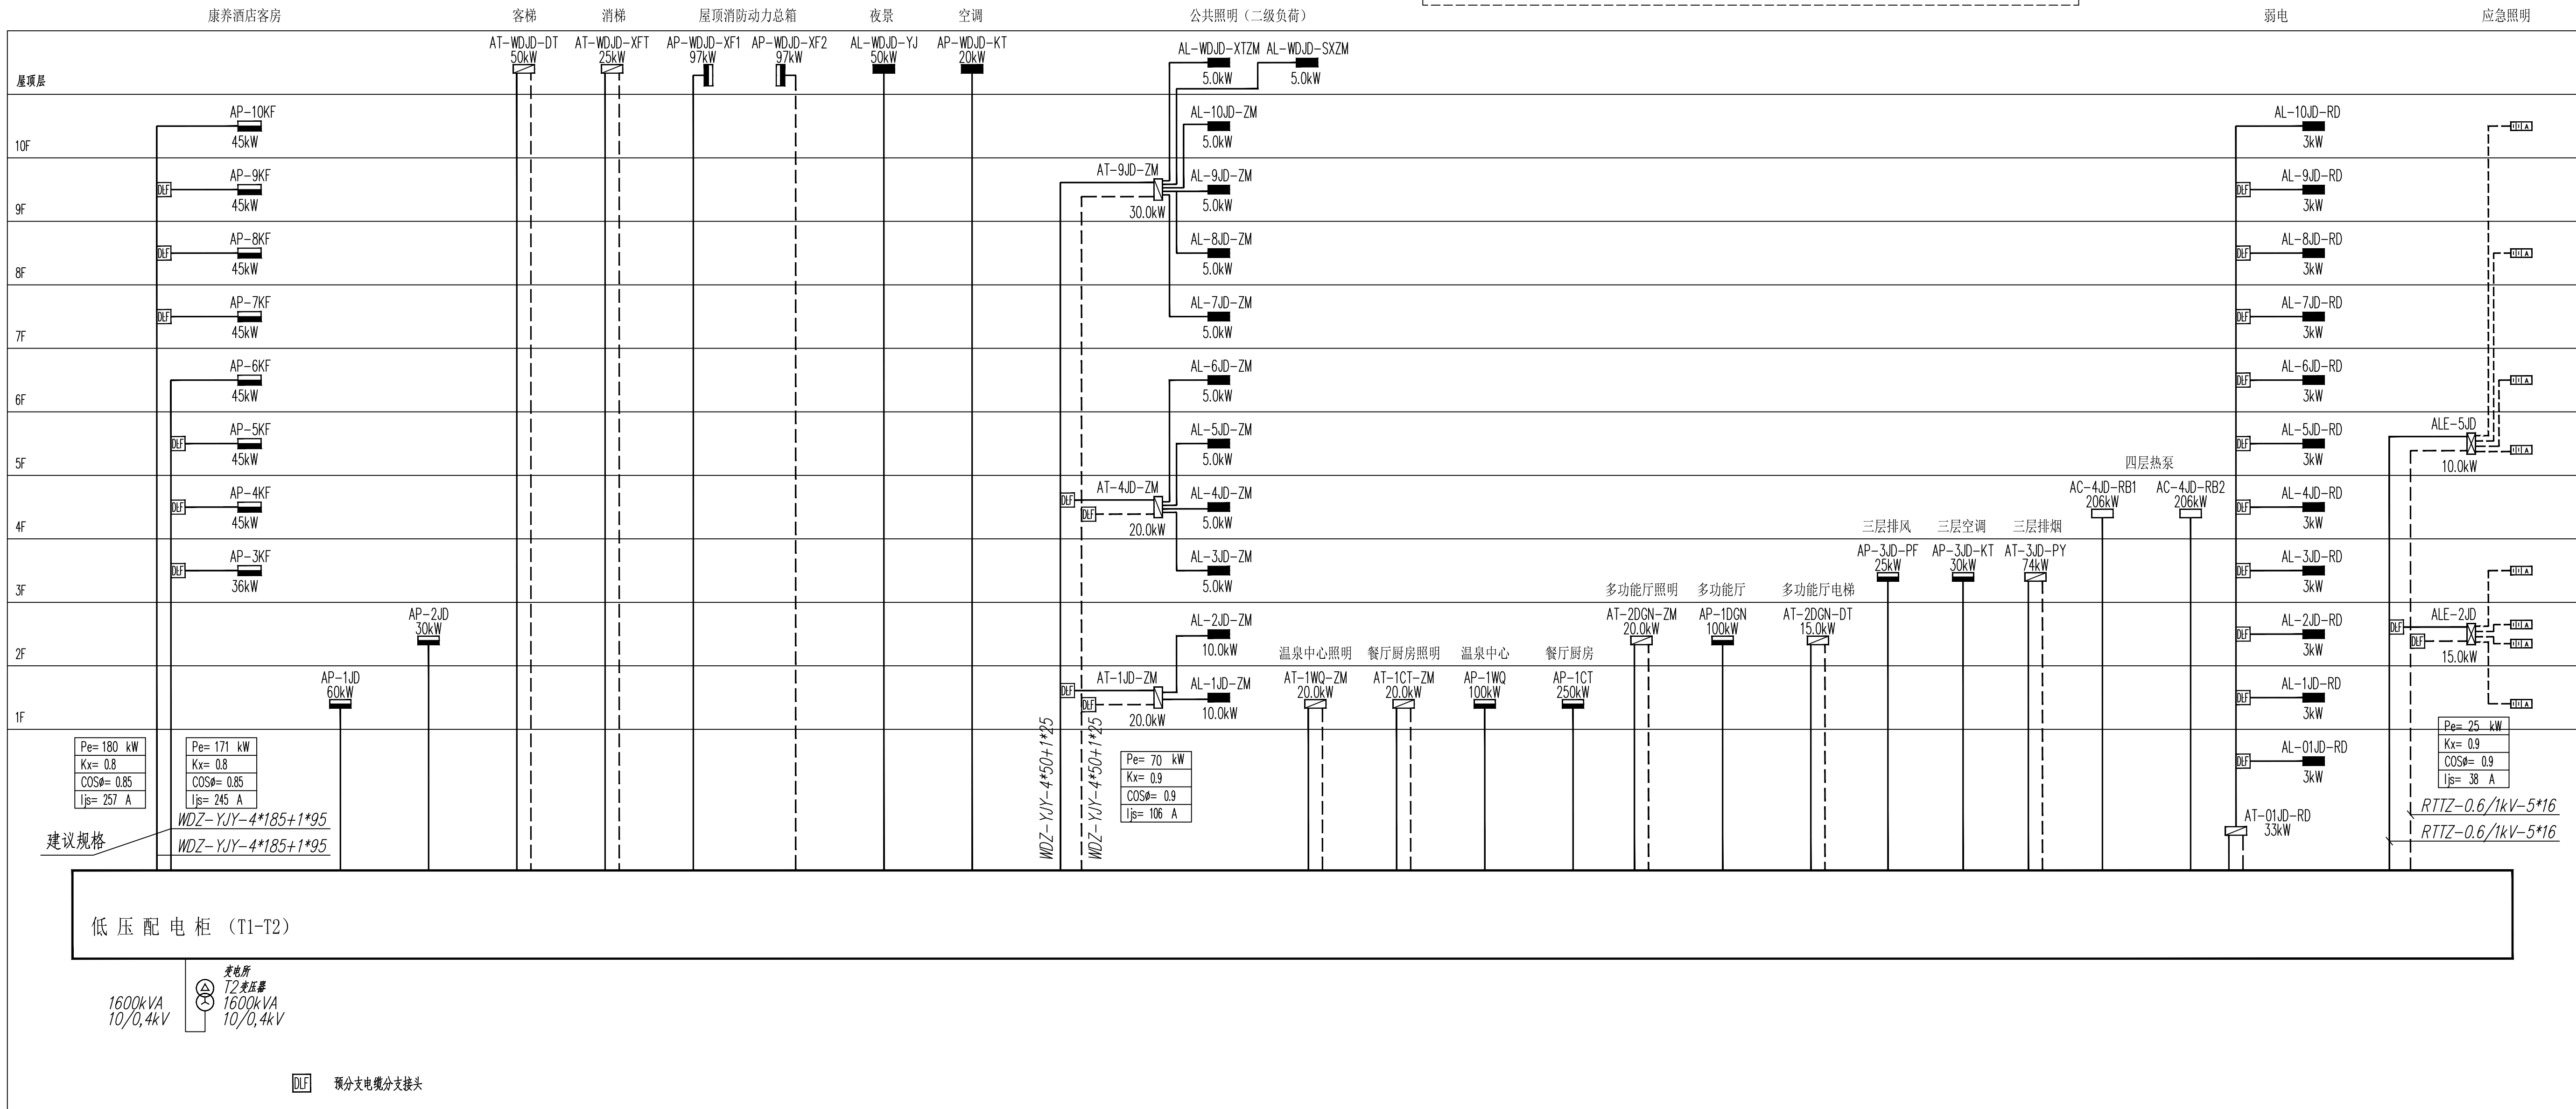 康养酒店客房
客梯
消梯
屋顶消防动力总箱
夜景
空调
公共照明（二级负荷）
弱电
应急照明
屋顶层
AT-WDJD-DT
50kW
AT-WDJD-XFT
25kW
AP-WDJD-XF1
97kW
AP-WDJD-XF2
97kW
AL-WDJD-YJ
50kW
AP-WDJD-KT
20kW
AL-WDJD-XTZM
5.0kW
AL-WDJD-SXZM
5.0kW
10F
AP-10KF
45kW
AL-10JD-ZM
5.0kW
AL-10JD-RD
3kW
9F
DLF
AP-9KF
45kW
AT-9JD-ZM
30.0kW
AL-9JD-ZM
5.0kW
DLF
AL-9JD-RD
3kW
8F
DLF
AP-8KF
45kW
AL-8JD-ZM
5.0kW
DLF
AL-8JD-RD
3kW
7F
DLF
AP-7KF
45kW
AL-7JD-ZM
5.0kW
DLF
AL-7JD-RD
3kW
6F
AP-6KF
45kW
AL-6JD-ZM
5.0kW
DLF
AL-6JD-RD
3kW
5F
DLF
AP-5KF
45kW
AL-5JD-ZM
5.0kW
DLF
AL-5JD-RD
3kW
ALE-5JD
10.0kW
4F
DLF
AP-4KF
45kW
DLF
DLF
AT-4JD-ZM
20.0kW
AL-4JD-ZM
5.0kW
四层热泵
AC-4JD-RB1
206kW
AC-4JD-RB2
206kW
DLF
AL-4JD-RD
3kW
3F
DLF
AP-3KF
36kW
AL-3JD-ZM
5.0kW
三层排风
AP-3JD-PF
25kW
三层空调
AP-3JD-KT
30kW
三层排烟
AT-3JD-PY
74kW
DLF
AL-3JD-RD
3kW
2F
AP-2JD
30kW
AL-2JD-ZM
10.0kW
多功能厅照明
AT-2DGN-ZM
20.0kW
多功能厅
AP-1DGN
100kW
多功能厅电梯
AT-2DGN-DT
15.0kW
DLF
AL-2JD-RD
3kW
DLF
DLF
ALE-2JD
15.0kW
1F
AP-1JD
60kW
DLF
DLF
AT-1JD-ZM
20.0kW
AL-1JD-ZM
10.0kW
温泉中心照明
AT-1WQ-ZM
20.0kW
餐厅厨房照明
AT-1CT-ZM
20.0kW
温泉中心
AP-1WQ
100kW
餐厅厨房
AP-1CT
250kW
DLF
AL-1JD-RD
3kW
Pe= 180 kW
Kx= 0.8
COSø= 0.85
Ijs= 257 A
Pe= 171 kW
Kx= 0.8
COSø= 0.85
Ijs= 245 A
建议规格
WDZ-YJY-4*185+1*95
WDZ-YJY-4*185+1*95
WDZ-YJY-4*50+1*25
WDZ-YJY-4*50+1*25
Pe= 70 kW
Kx= 0.9
COSø= 0.9
Ijs= 106 A
DLF
AL-01JD-RD
3kW
AT-01JD-RD
33kW
Pe= 25 kW
Kx= 0.9
COSø= 0.9
Ijs= 38 A
RTTZ-0.6/1kV-5*16
RTTZ-0.6/1kV-5*16
低压配电柜（T1-T2）
变电所
T2变压器
1600kVA
10/0,4kV
1600kVA
10/0,4kV
DLF
预分支电缆分支接头